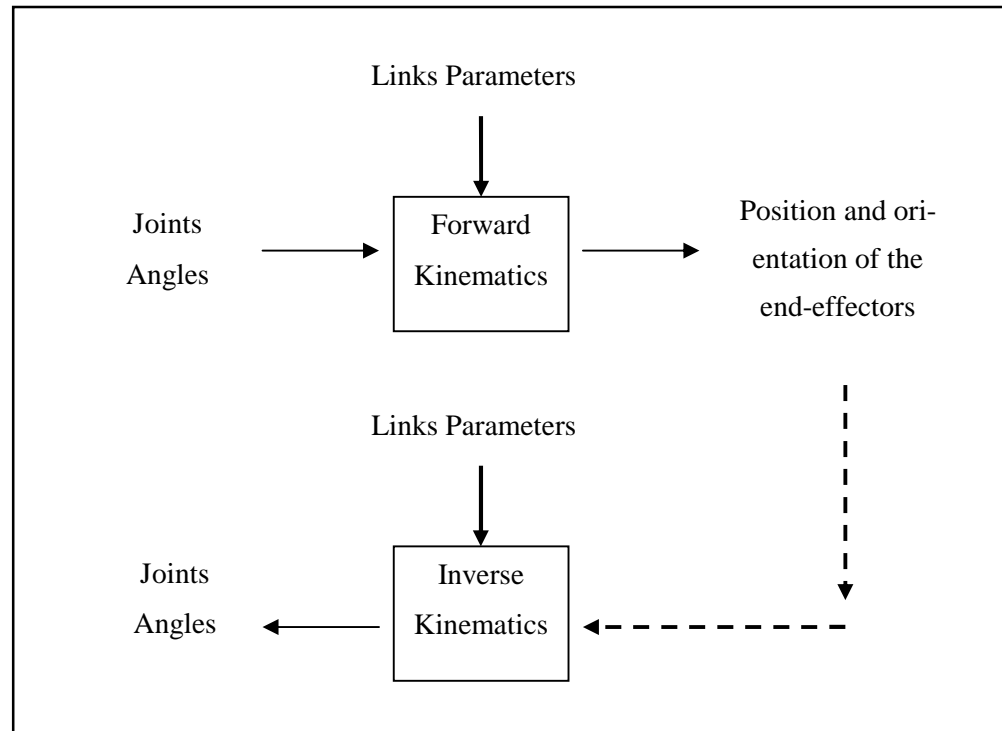 Links Parameters
Joints
Angles
Forward
Kinematics
Position and ori-
entation of the
end-effectors
Links Parameters
Joints
Angles
Inverse
Kinematics